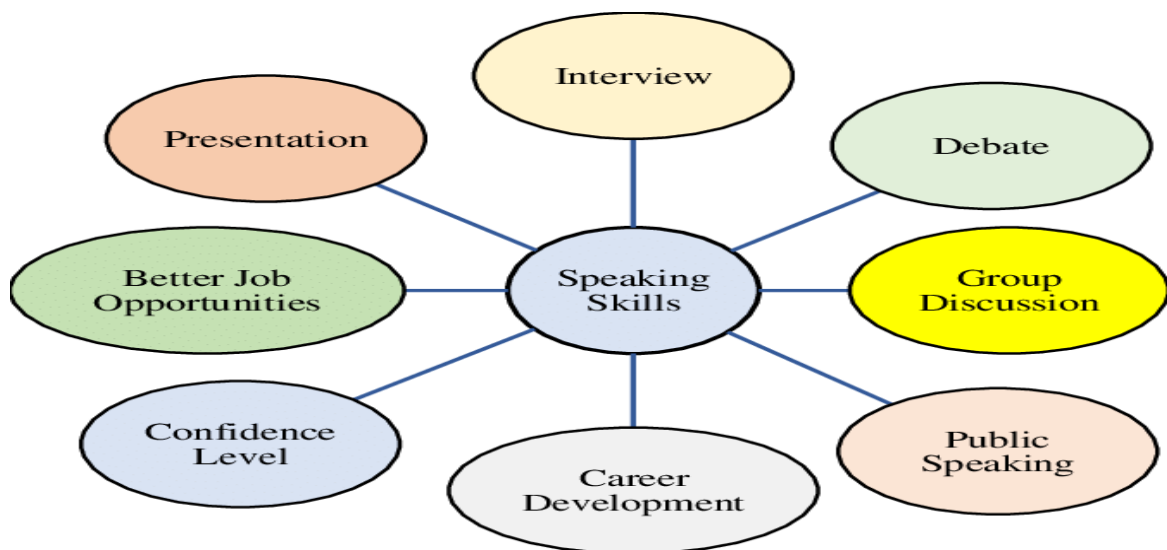 Interview
Presentation
Debate
Better Job
Opportunities
Speaking
Skills
Group
Discussion
Confidence
Level
Career
Development
Public
Speaking